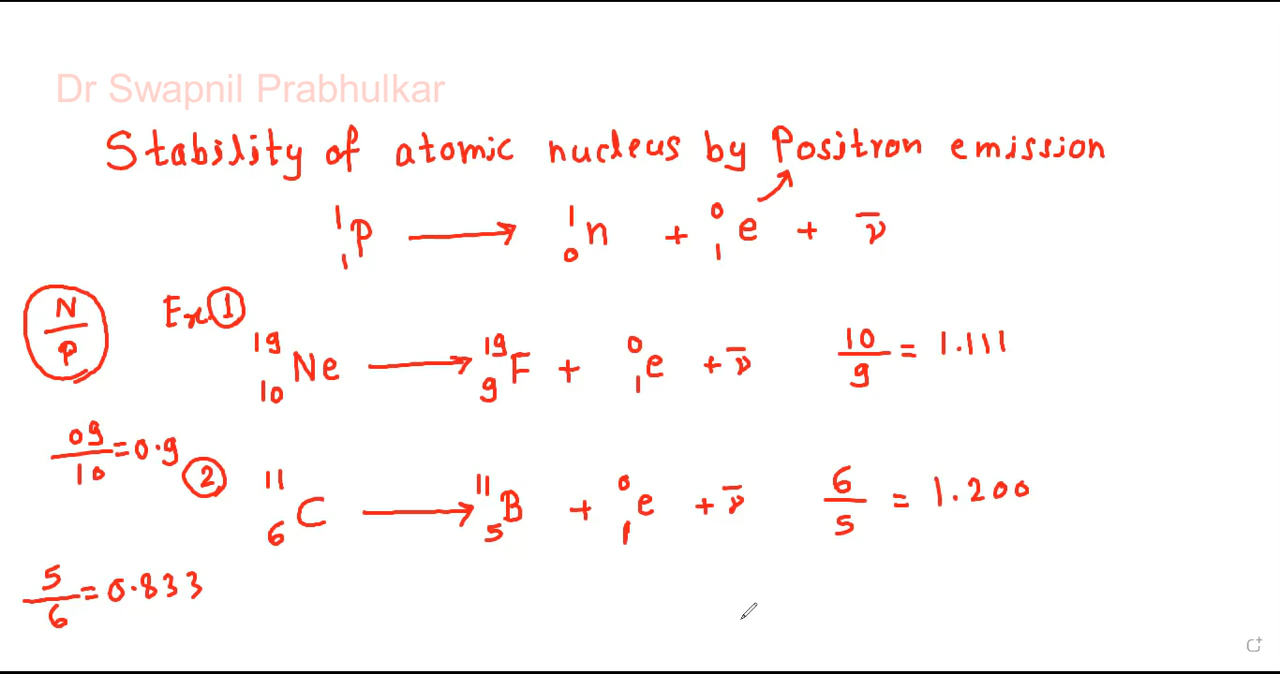 Dr Swapnil Prabhulkar
Stability of atomic nucleus by Positron emission
¹₁P ⟶ ¹₀n + ⁰₁e + ν̄
N/P
Ex. ①
¹⁹₁₀Ne ⟶ ¹⁹₉F + ⁰₁e + ν̄ 10/9 = 1.111
09/10 = 0.9
② ¹¹₆C ⟶ ¹¹₅B + ⁰₁e + ν̄ 6/5 = 1.200
5/6 = 0.833